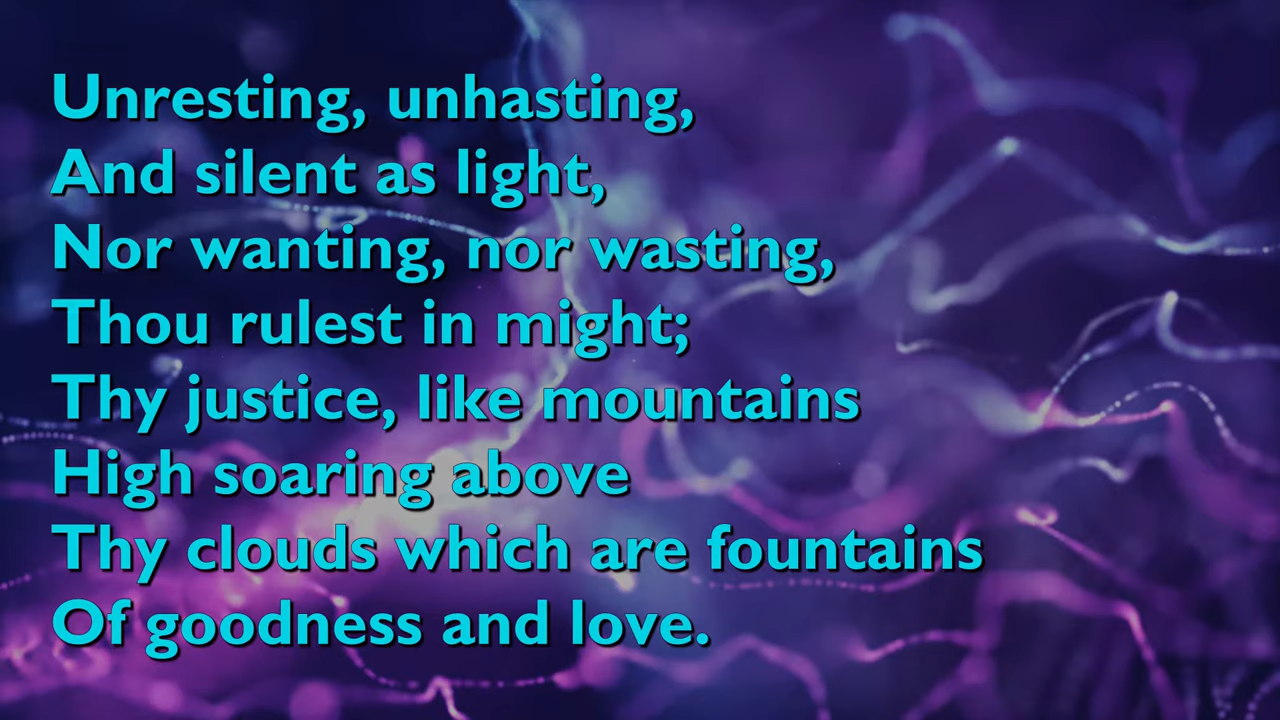 Unresting, unhasting,
And silent as light,
Nor wanting, nor wasting,
Thou rulest in might;
Thy justice, like mountains
High soaring above
Thy clouds which are fountains
Of goodness and love.